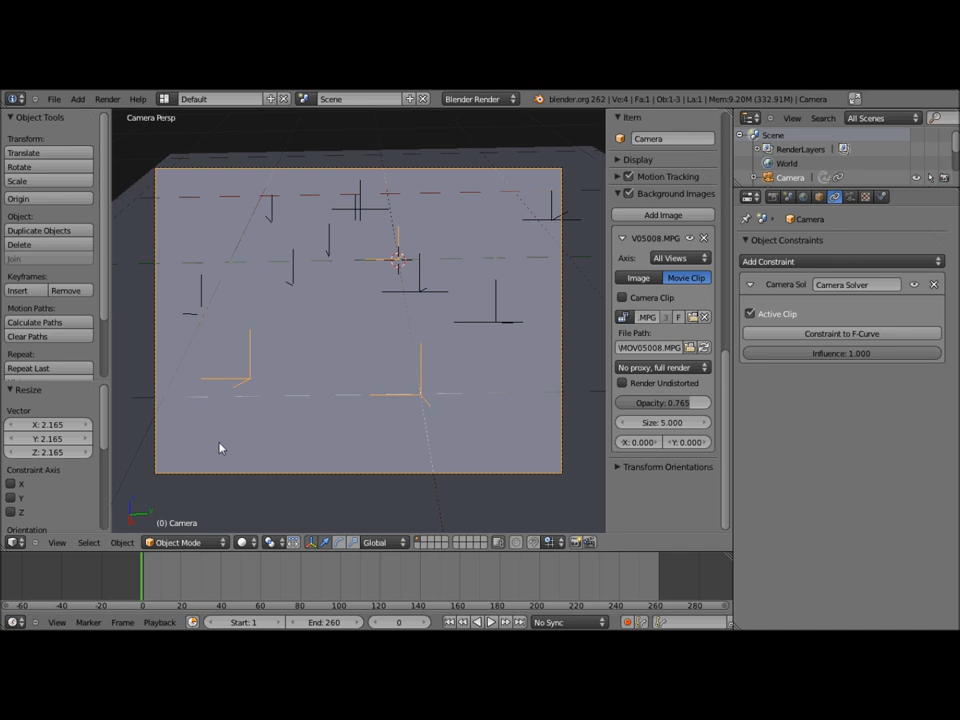 File Add Render Help Default Scene Blender Render blender.org 262 | Ve:4 | Fa:1 | Ob:1-3 | La:1 | Mem:9.20M (332.91M) | Camera
Object Tools
Transform:
Translate
Rotate
Scale
Origin
Object:
Duplicate Objects
Delete
Join
Keyframes:
Insert Remove
Motion Paths:
Calculate Paths
Clear Paths
Repeat:
Repeat Last
Resize
Vector
X: 2.165
Y: 2.165
Z: 2.165
Constraint Axis
X
Y
Z
Orientation
Camera Persp
(0) Camera
Item
Camera
Display
Motion Tracking
Background Images
Add Image
V05008.MPG
Axis: All Views
Image Movie Clip
Camera Clip
.MPG 3 F
File Path:
\MOV05008.MPG
No proxy, full render
Render Undistorted
Opacity: 0.765
Size: 5.000
X: 0.000 Y: 0.000
Transform Orientations
View Search All Scenes
Scene
RenderLayers
World
Camera
Camera
Object Constraints
Add Constraint
Camera Sol Camera Solver
Active Clip
Constraint to F-Curve
Influence: 1.000
View Select Object Object Mode Global
-60 -40 -20 0 20 40 60 80 100 120 140 160 180 200 220 240 260 280
View Marker Frame Playback Start: 1 End: 260 0 No Sync